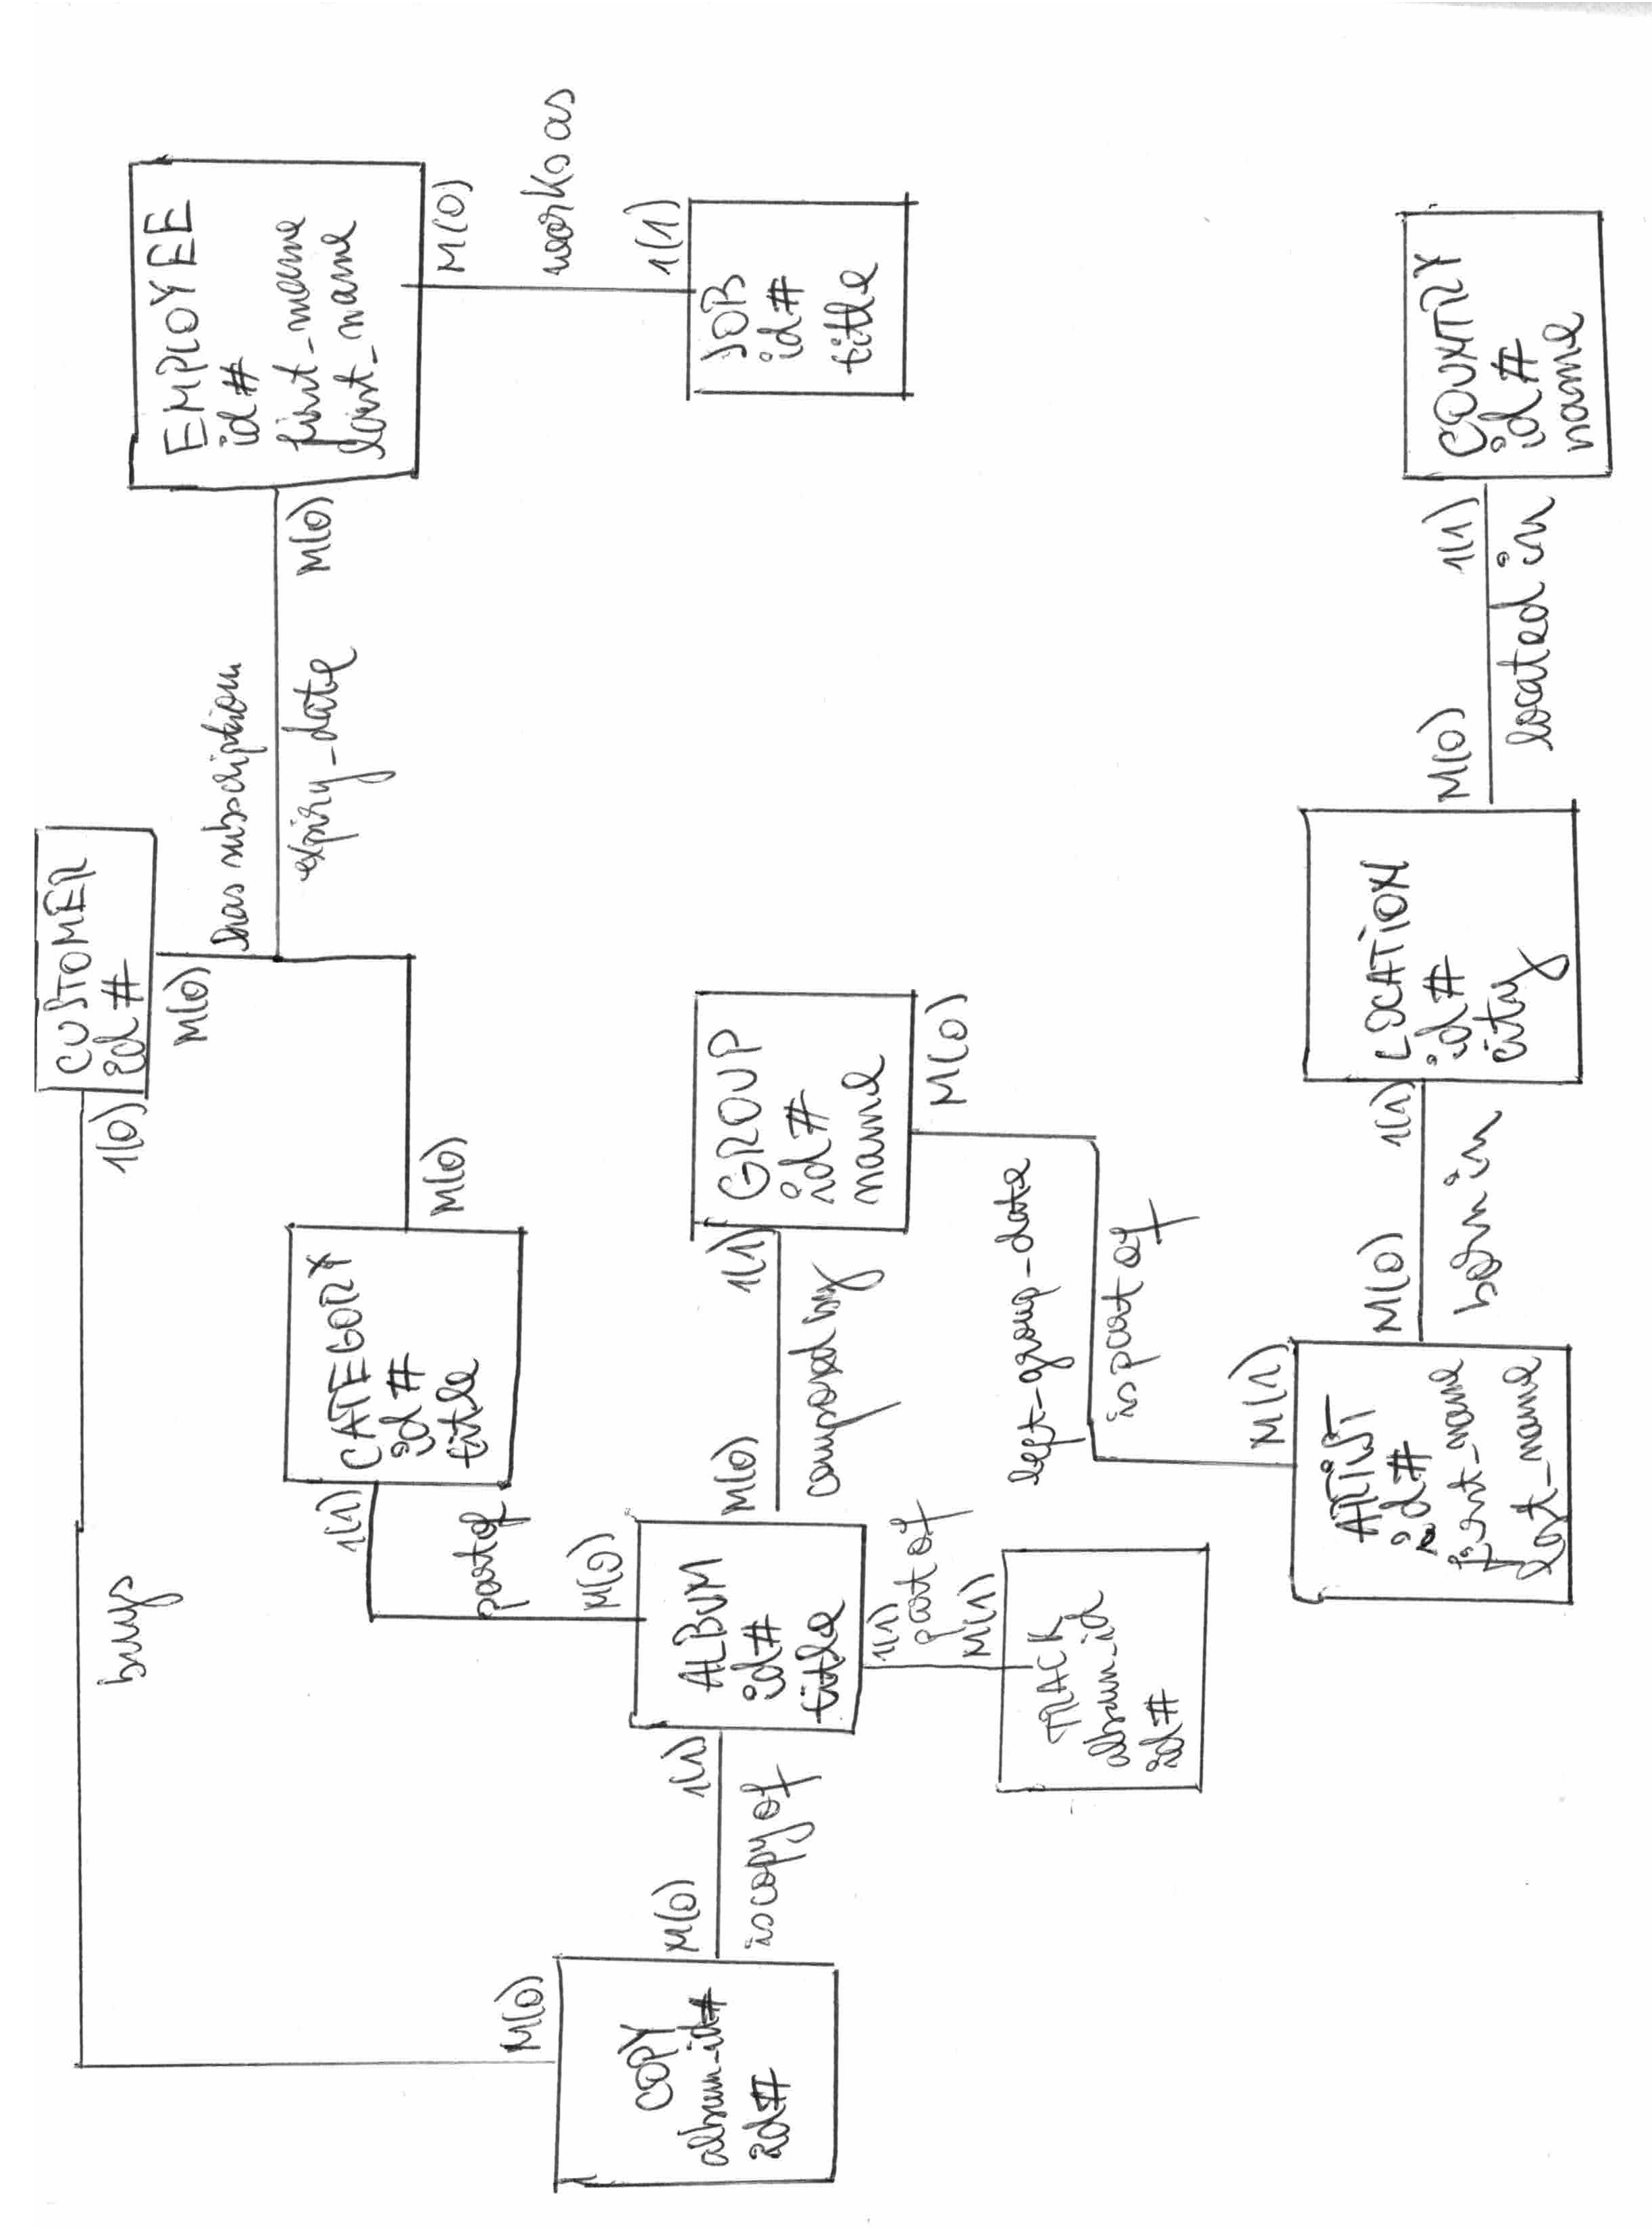 CUSTOMER
id#
1(0)
M(0)
buys
has subscription
expiry_date
EMPLOYEE
id#
first_name
last_name
M(0)
M(0)
works as
1(1)
JOB
id#
title
M(0)
CATEGORY
id#
title
1(1)
part of
M(0)
M(0)
COPY
album_id#
id#
M(0)
is copy of
1(1)
ALBUM
id#
title
M(0)
composed by
1(1)
GROUP
id#
name
M(0)
1(1)
part of
M(1)
TRACK
album_id
id#
left_group_date
is part of
M(1)
ARTIST
id#
first_name
last_name
M(0)
born in
1(1)
LOCATION
id#
city
M(0)
located in
1(1)
COUNTRY
id#
name